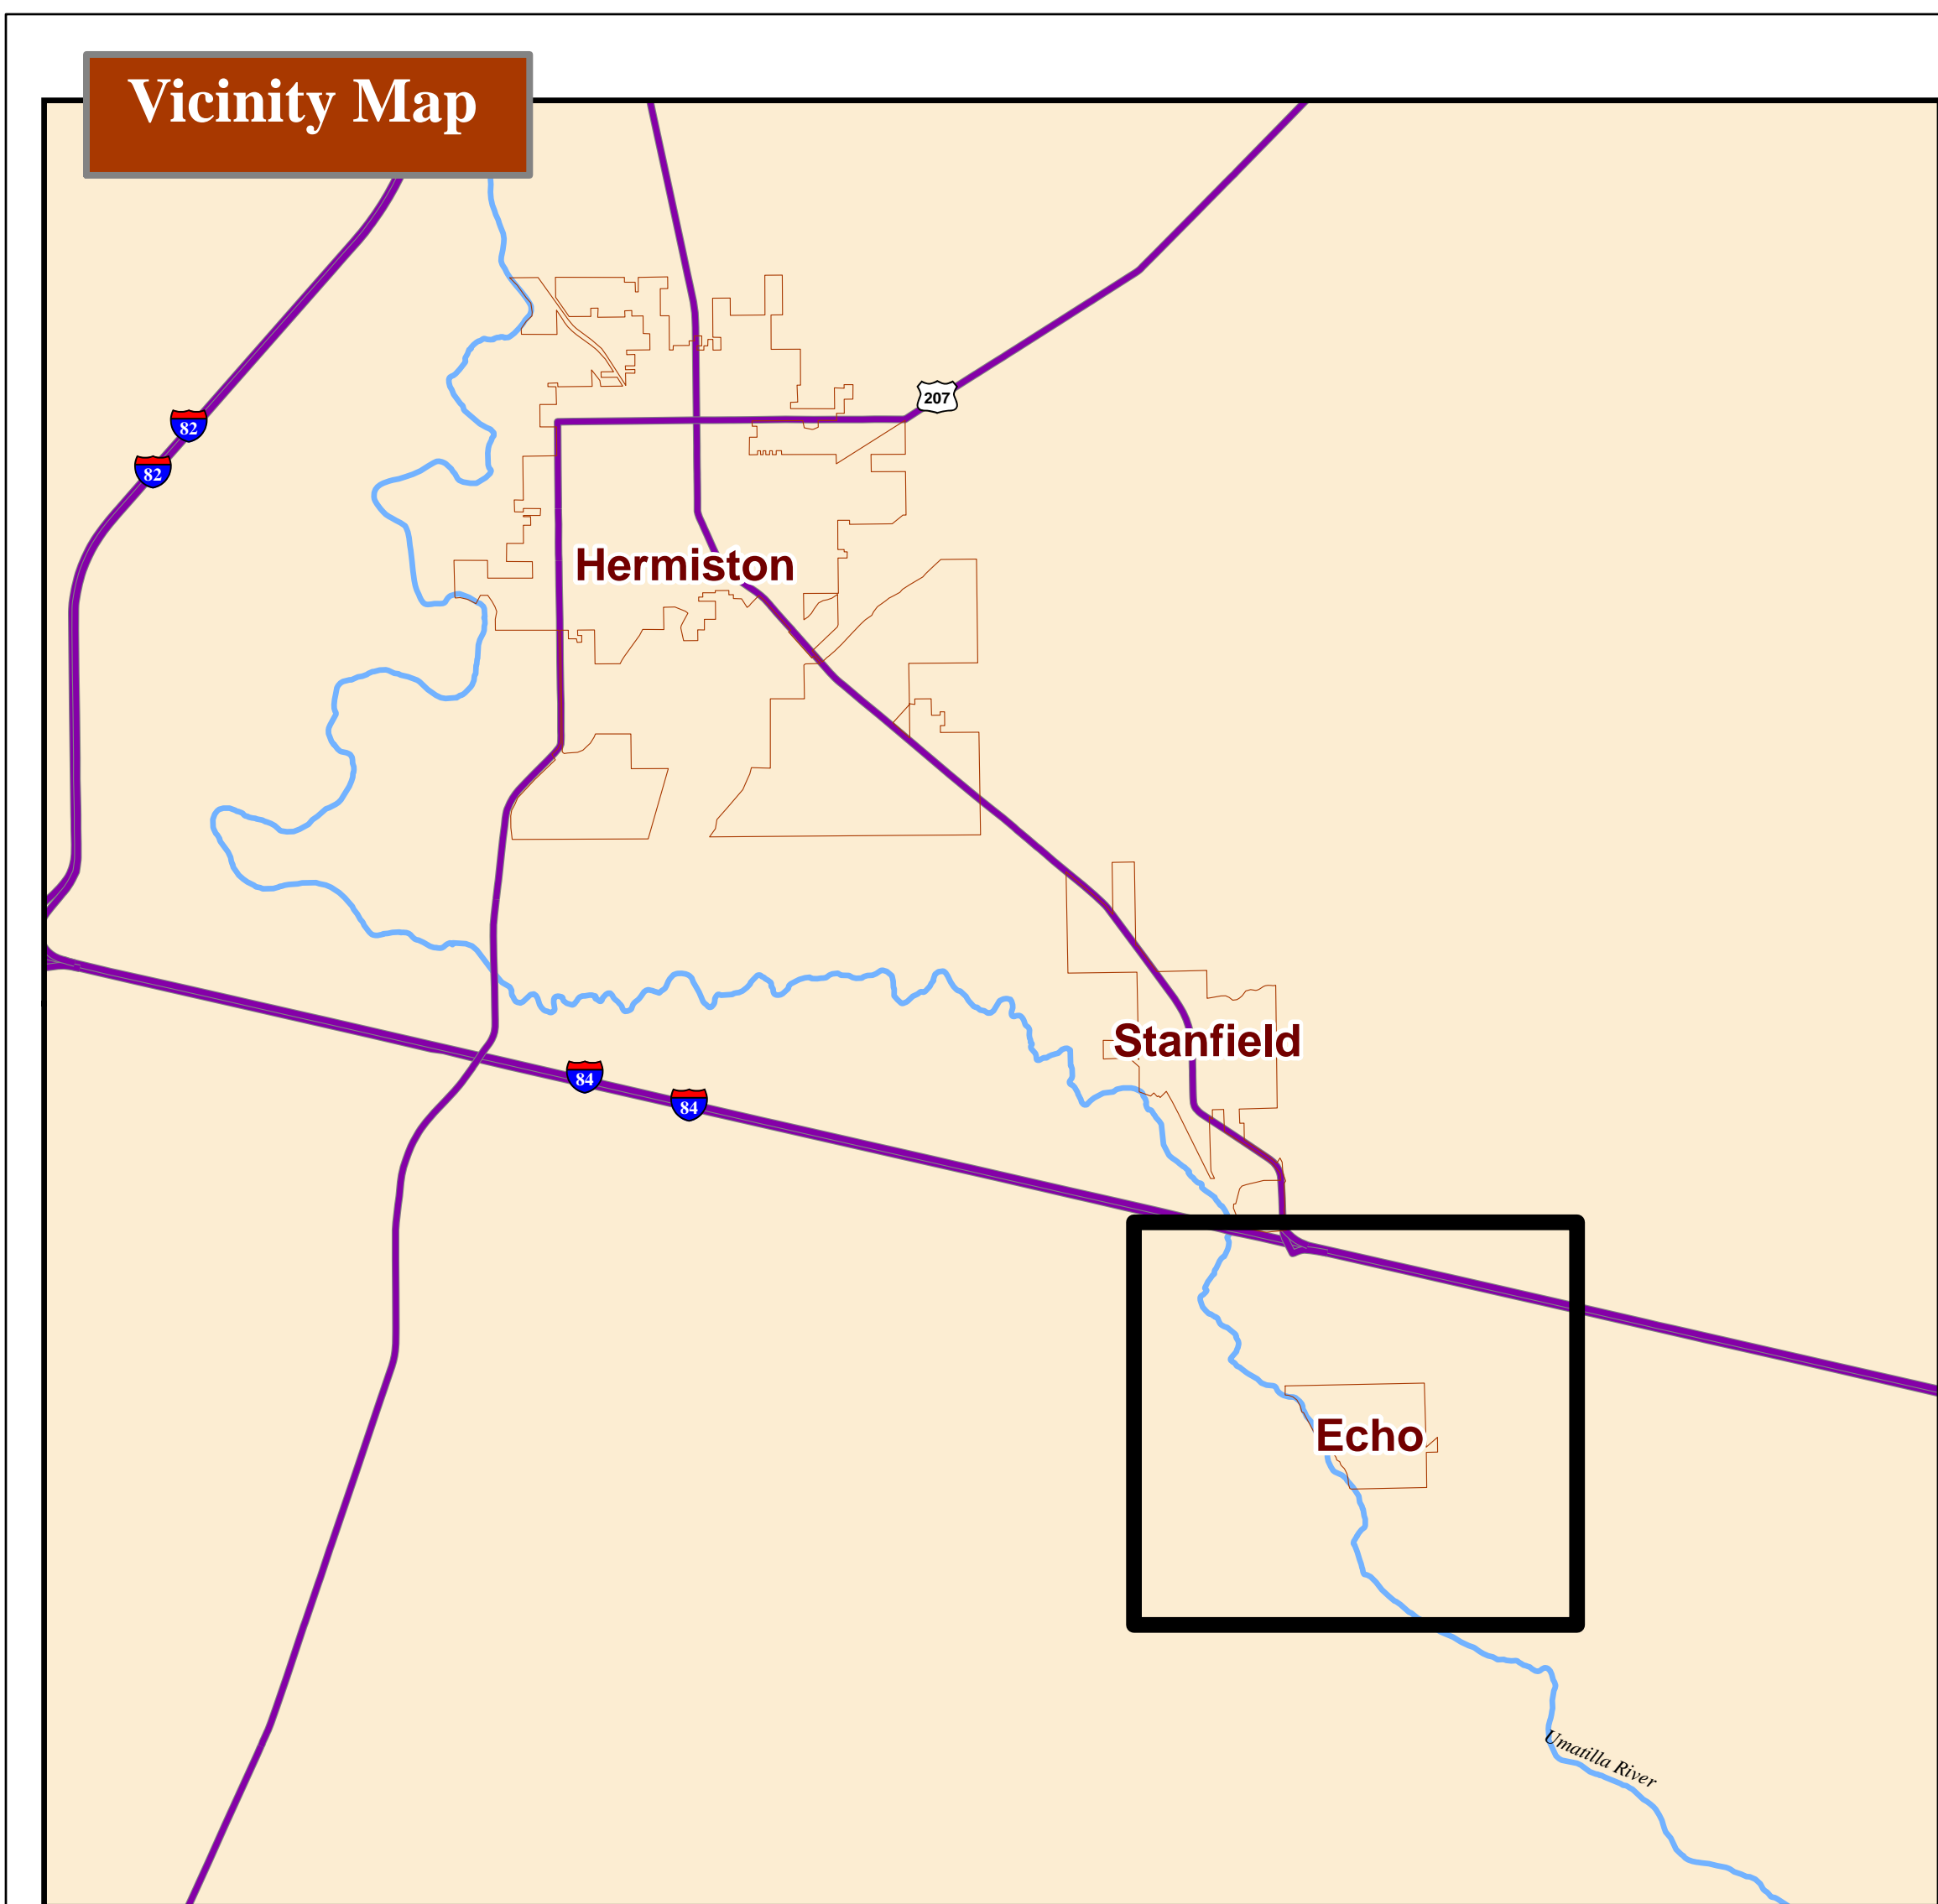 Vicinity Map
207
82
82
Hermiston
Stanfield
84
84
Echo
Umatilla River